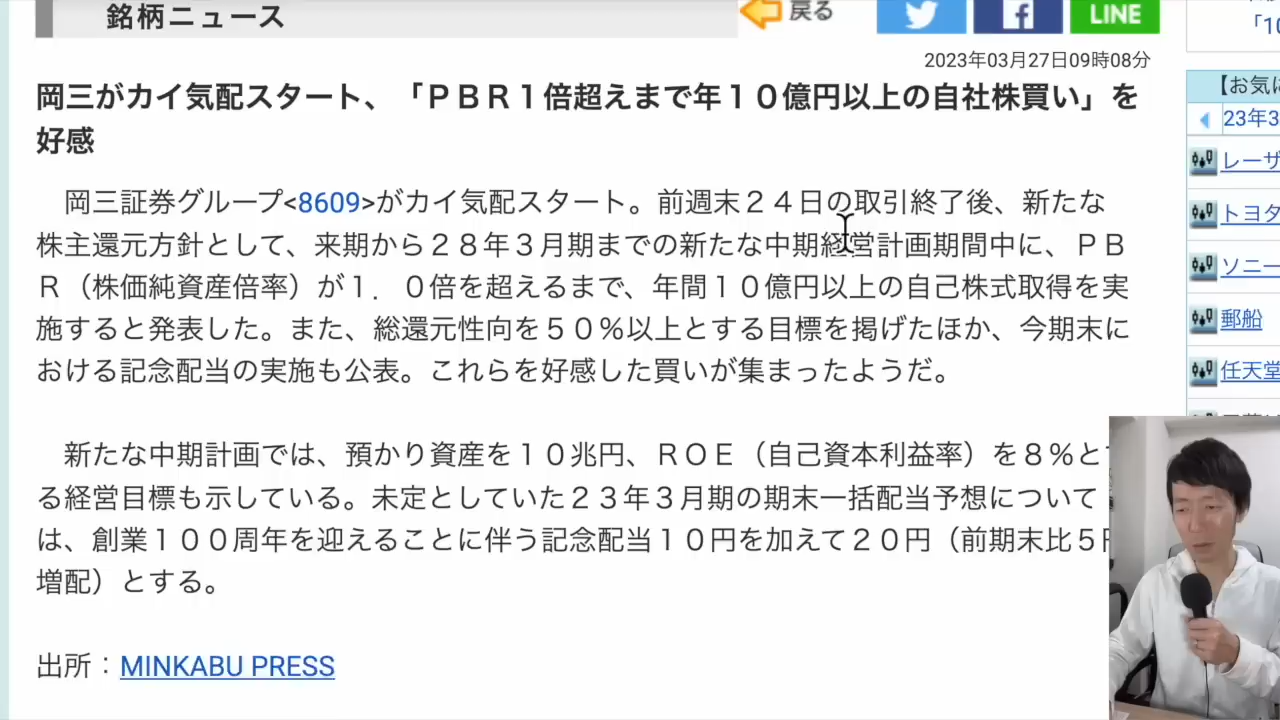 銘柄ニュース
戻る
LINE
2023年03月27日09時08分
岡三がカイ気配スタート、「ＰＢＲ１倍超えまで年１０億円以上の自社株買い」を
好感
岡三証券グループ<8609>がカイ気配スタート。前週末２４日の取引終了後、新たな
株主還元方針として、来期から２８年３月期までの新たな中期経営計画期間中に、ＰＢ
Ｒ（株価純資産倍率）が１．０倍を超えるまで、年間１０億円以上の自己株式取得を実
施すると発表した。また、総還元性向を５０％以上とする目標を掲げたほか、今期末に
おける記念配当の実施も公表。これらを好感した買いが集まったようだ。
新たな中期計画では、預かり資産を１０兆円、ＲＯＥ（自己資本利益率）を８％と
る経営目標も示している。未定としていた２３年３月期の期末一括配当予想について
は、創業１００周年を迎えることに伴う記念配当１０円を加えて２０円（前期末比５
増配）とする。
出所：MINKABU PRESS
「10
【お気に
23年3
レーザ
トヨタ
ソニー
郵船
任天堂